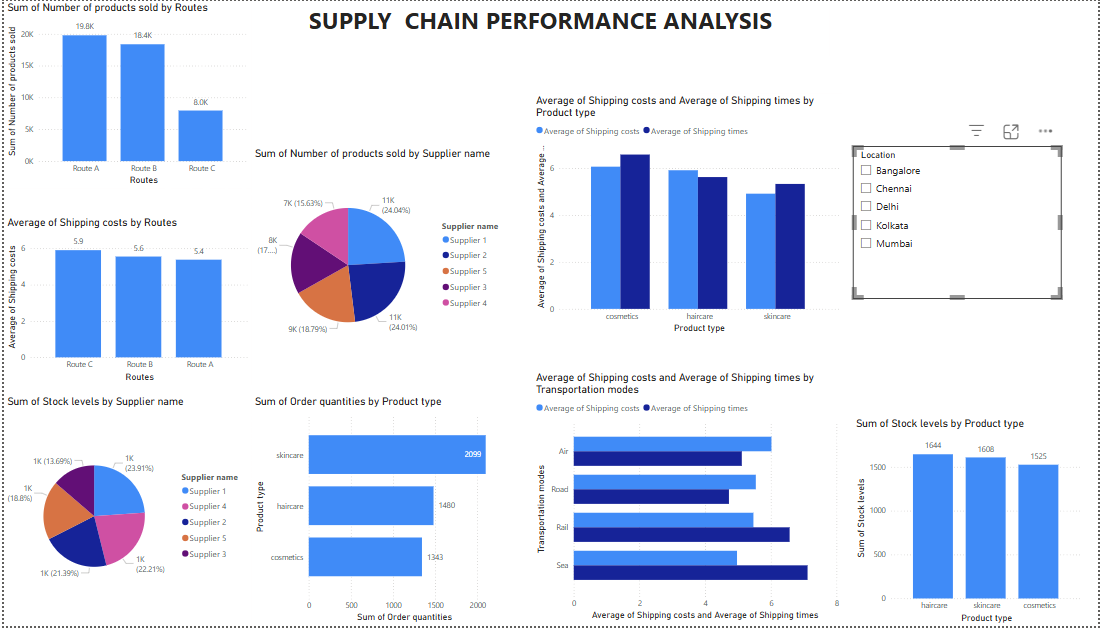 SUPPLY CHAIN PERFORMANCE ANALYSIS
Sum of Number of products sold by Routes
Sum of Number of products sold
20K
15K
10K
5K
0K
19.8K
18.4K
8.0K
Route A
Route B
Route C
Routes
Average of Shipping costs by Routes
Average of Shipping costs
6
4
2
0
5.9
5.6
5.4
Route C
Route B
Route A
Routes
Sum of Stock levels by Supplier name
1K (13.69%)
1K
(23.91%)
1K
(18.8%)
1K (21.39%)
1K
(22.21%)
Supplier name
Supplier 1
Supplier 4
Supplier 2
Supplier 5
Supplier 3
Sum of Number of products sold by Supplier name
7K (15.63%)
11K
(24.04%)
8K
(17....)
9K (18.79%)
11K
(24.01%)
Supplier name
Supplier 1
Supplier 2
Supplier 5
Supplier 3
Supplier 4
Sum of Order quantities by Product type
Product type
skincare
2099
haircare
1480
cosmetics
1343
0
500
1000
1500
2000
Sum of Order quantities
Average of Shipping costs and Average of Shipping times by
Product type
Average of Shipping costs
Average of Shipping times
Average of Shipping costs and Average ...
6
4
2
0
cosmetics
haircare
skincare
Product type
Location
Bangalore
Chennai
Delhi
Kolkata
Mumbai
Average of Shipping costs and Average of Shipping times by
Transportation modes
Average of Shipping costs
Average of Shipping times
Transportation modes
Air
Road
Rail
Sea
0
2
4
6
8
Average of Shipping costs and Average of Shipping times
Sum of Stock levels by Product type
Sum of Stock levels
1500
1000
500
0
1644
1608
1525
haircare
skincare
cosmetics
Product type